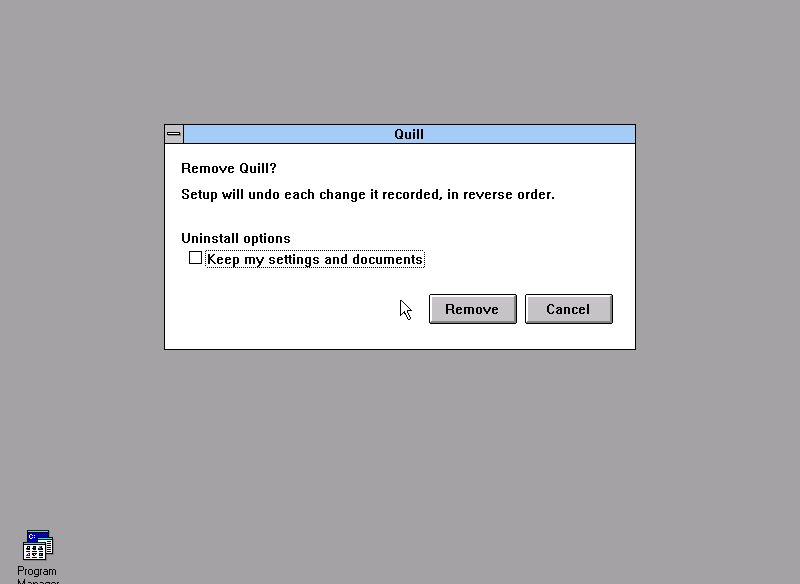 Quill
Remove Quill?
Setup will undo each change it recorded, in reverse order.
Uninstall options
Keep my settings and documents
Remove
Cancel
C:
Program
Manager